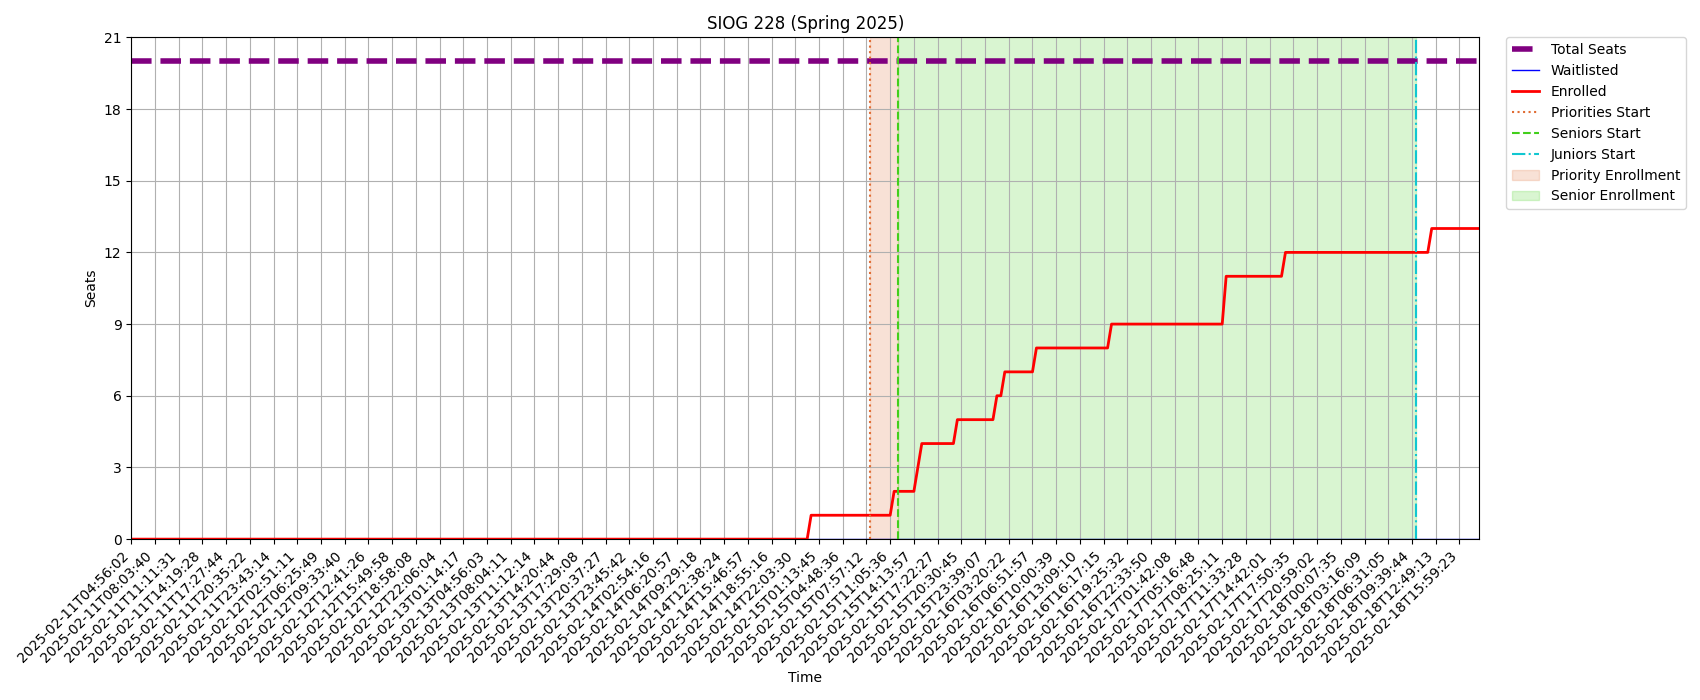 SIOG 228 (Spring 2025)
21
18
15
12
9
6
3
0
Seats
2025-02-11T04:56:02
2025-02-11T08:03:40
2025-02-11T11:11:31
2025-02-11T14:19:28
2025-02-11T17:27:44
2025-02-11T20:35:22
2025-02-11T23:43:14
2025-02-12T02:51:11
2025-02-12T06:25:49
2025-02-12T09:33:40
2025-02-12T12:41:26
2025-02-12T15:49:58
2025-02-12T18:58:08
2025-02-12T22:06:04
2025-02-13T01:14:17
2025-02-13T04:56:03
2025-02-13T08:04:11
2025-02-13T11:12:14
2025-02-13T14:20:44
2025-02-13T17:29:08
2025-02-13T20:37:27
2025-02-13T23:45:42
2025-02-14T02:54:16
2025-02-14T06:20:57
2025-02-14T09:29:18
2025-02-14T12:38:24
2025-02-14T15:46:57
2025-02-14T18:55:16
2025-02-14T22:03:30
2025-02-15T01:13:45
2025-02-15T04:48:36
2025-02-15T07:57:12
2025-02-15T11:05:36
2025-02-15T14:13:57
2025-02-15T17:22:27
2025-02-15T20:30:45
2025-02-15T23:39:07
2025-02-16T03:20:22
2025-02-16T06:51:57
2025-02-16T10:00:39
2025-02-16T13:09:10
2025-02-16T16:17:15
2025-02-16T19:25:32
2025-02-16T22:33:50
2025-02-17T01:42:08
2025-02-17T05:16:48
2025-02-17T08:25:11
2025-02-17T11:33:28
2025-02-17T14:42:01
2025-02-17T17:50:35
2025-02-17T20:59:02
2025-02-18T00:07:35
2025-02-18T03:16:09
2025-02-18T06:31:05
2025-02-18T09:39:44
2025-02-18T12:49:13
2025-02-18T15:59:23
Time
Total Seats
Waitlisted
Enrolled
Priorities Start
Seniors Start
Juniors Start
Priority Enrollment
Senior Enrollment